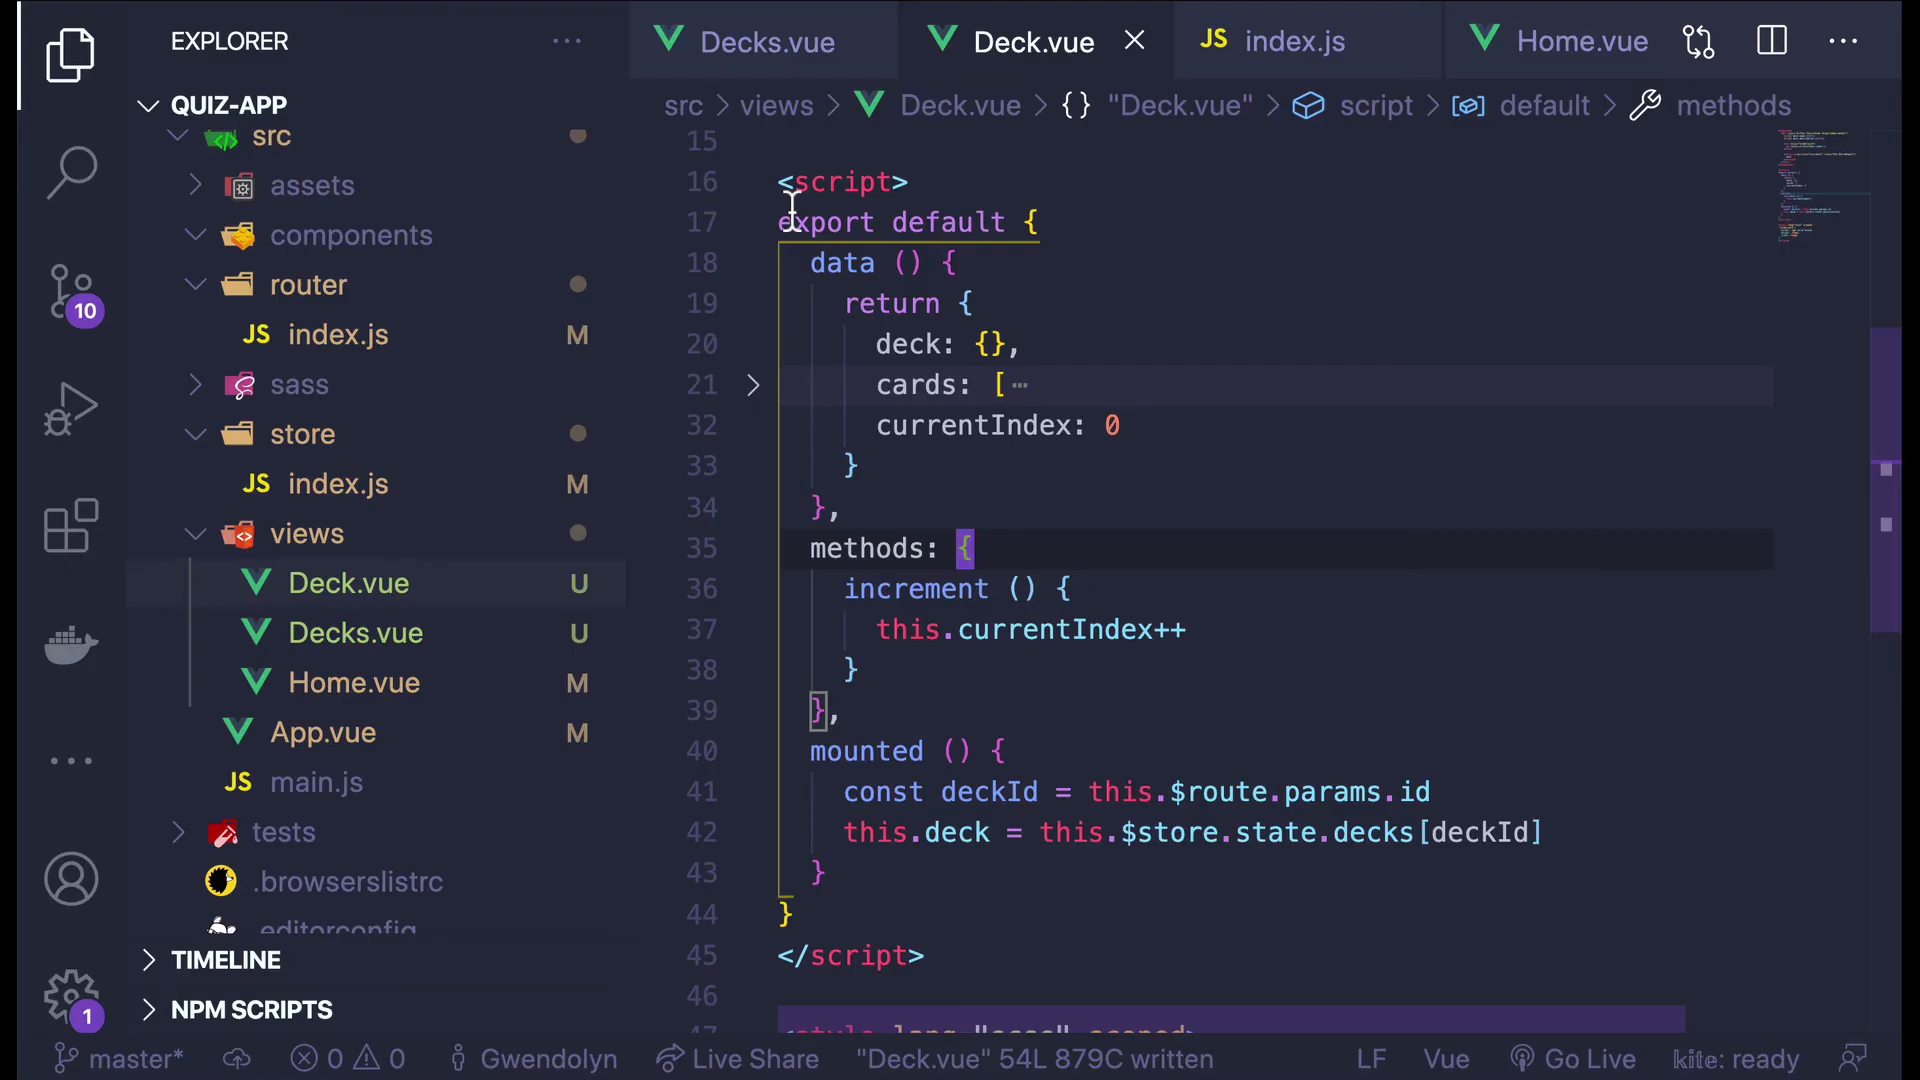 EXPLORER
QUIZ-APP
src
assets
components
router
JS index.js M
sass
store
JS index.js M
views
Deck.vue U
Decks.vue U
Home.vue M
App.vue M
JS main.js
tests
.browserslistrc
.editorconfig
TIMELINE
NPM SCRIPTS
10
1
Decks.vue
Deck.vue
JS index.js
Home.vue
src > views > Deck.vue > {} "Deck.vue" > script > default > methods
15
16 <script>
17 export default {
18 data () {
19 return {
20 deck: {},
21 cards: [ ⋯
32 currentIndex: 0
33 }
34 },
35 methods: {
36 increment () {
37 this.currentIndex++
38 }
39 },
40 mounted () {
41 const deckId = this.$route.params.id
42 this.deck = this.$store.state.decks[deckId]
43 }
44 }
45 </script>
46
47 <style lang="scss" scoped>
master* 0 0 Gwendolyn Live Share "Deck.vue" 54L 879C written LF Vue Go Live kite: ready